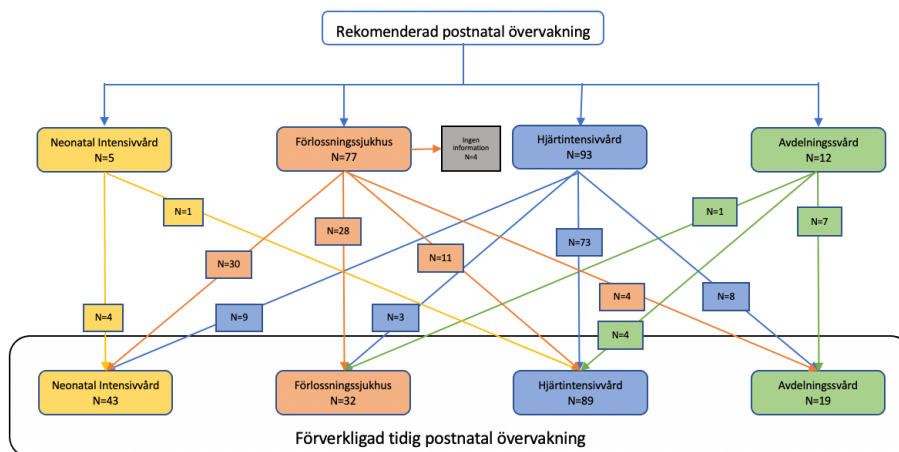 Rekomenderad postnatal övervakning
Neonatal Intensivvård
N=5
Förlossningssjukhus
N=77
Ingen
information
N=4
Hjärtintensivvård
N=93
Avdelningssvård
N=12
N=1
N=28
N=1
N=7
N=30
N=11
N=73
N=4
N=9
N=3
N=4
N=8
N=4
Neonatal Intensivvård
N=43
Förlossningssjukhus
N=32
Hjärtintensivvård
N=89
Avdelningssvård
N=19
Förverkligad tidig postnatal övervakning